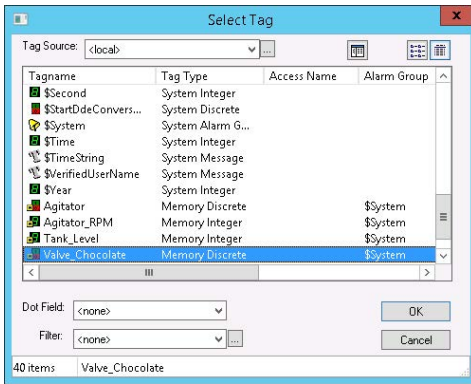 Select Tag
x
Tag Source: <local> ...
Tagname Tag Type Access Name Alarm Group
$Second System Integer
$StartDdeConvers... System Discrete
$System System Alarm G...
$Time System Integer
$TimeString System Message
$VerifiedUserName System Message
$Year System Integer
Agitator Memory Discrete $System
Agitator_RPM Memory Integer $System
Tank_Level Memory Integer $System
Valve_Chocolate Memory Discrete $System
Dot Field: <none> OK
Filter: <none> ... Cancel
40 items Valve_Chocolate